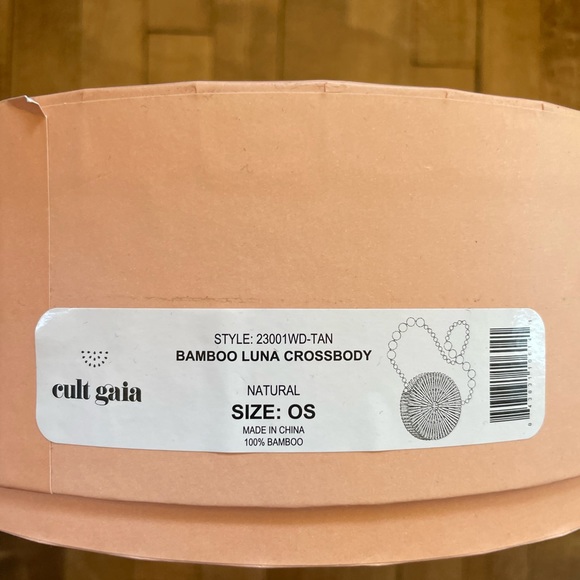 cult gaia
STYLE: 23001WD-TAN
BAMBOO LUNA CROSSBODY
NATURAL
SIZE: OS
MADE IN CHINA
100% BAMBOO